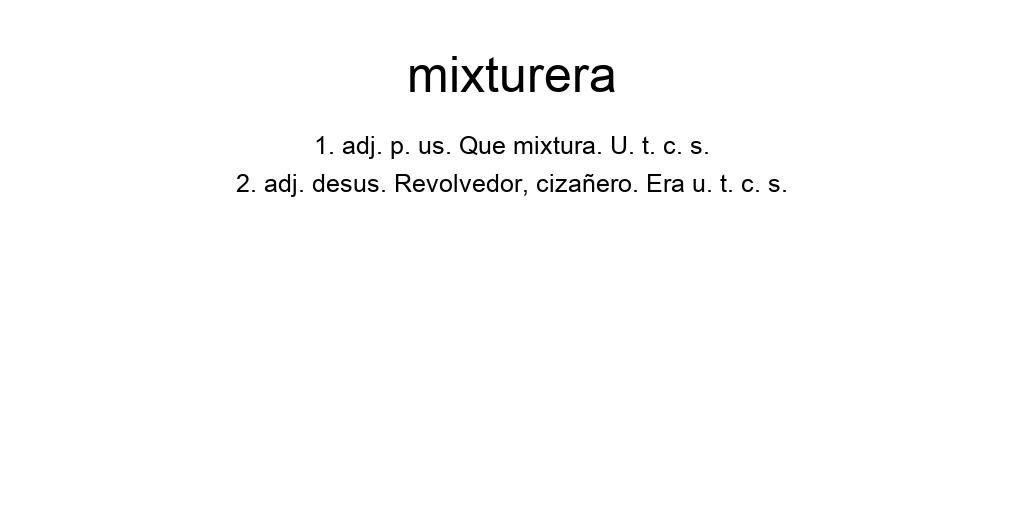 mixturera
1. adj. p. us. Que mixtura. U. t. c. s.
2. adj. desus. Revolvedor, cizañero. Era u. t. c. s.